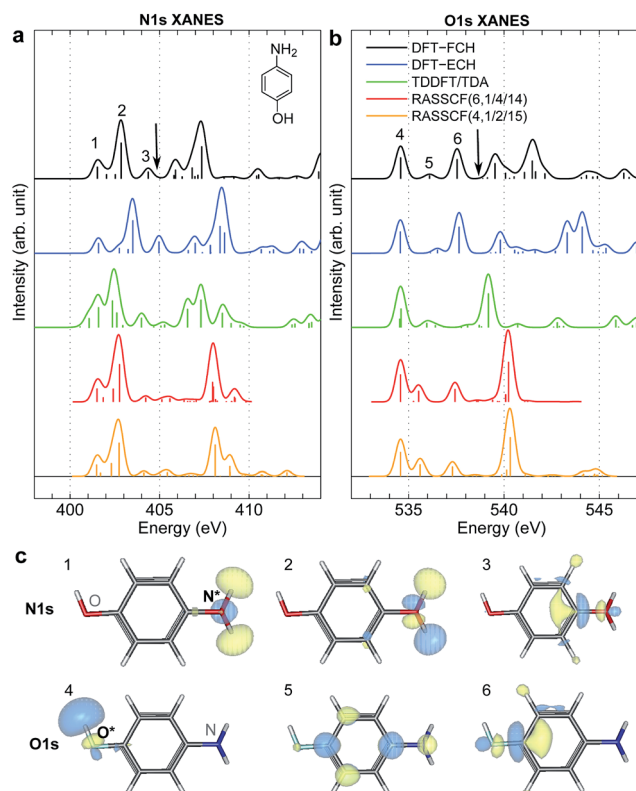 N1s XANES
O1s XANES
a
b
NH2
OH
DFT−FCH
DFT−ECH
TDDFT/TDA
RASSCF(6,1/4/14)
RASSCF(4,1/2/15)
1
2
3
4
5
6
Intensity (arb. unit)
Intensity (arb. unit)
400
405
410
535
540
545
Energy (eV)
Energy (eV)
c
1
2
3
N1s
O
N*
4
5
6
O1s
O*
N